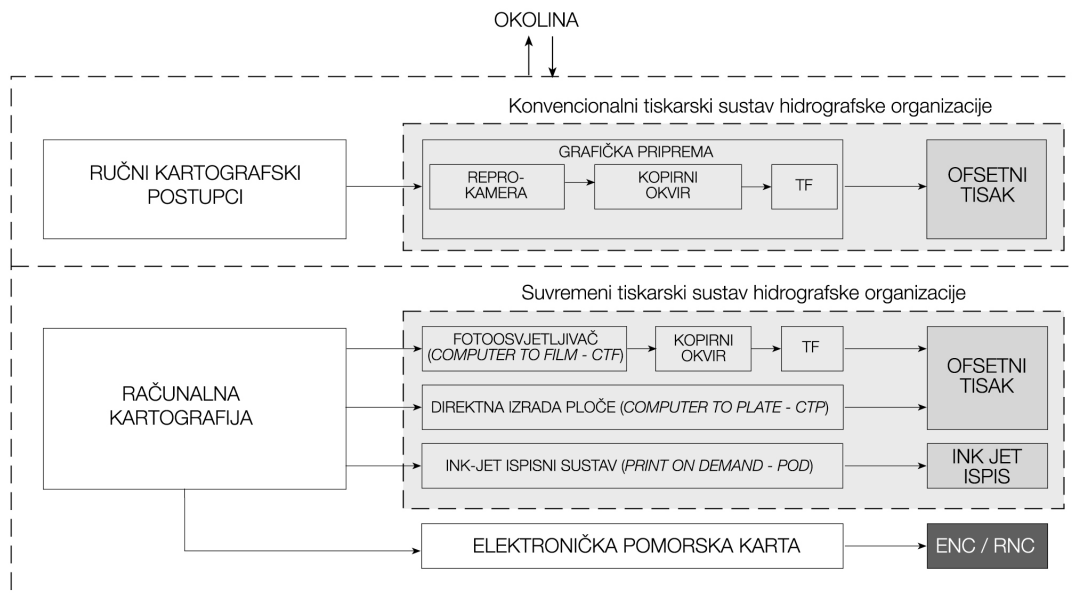 OKOLINA
Konvencionalni tiskarski sustav hidrografske organizacije
RUČNI KARTOGRAFSKI
POSTUPCI
GRAFIČKA PRIPREMA
REPRO-
KAMERA
KOPIRNI
OKVIR
TF
OFSETNI
TISAK
Suvremeni tiskarski sustav hidrografske organizacije
RAČUNALNA
KARTOGRAFIJA
FOTOOSVJETLJIVAČ
(COMPUTER TO FILM - CTF)
KOPIRNI
OKVIR
TF
OFSETNI
TISAK
DIREKTNA IZRADA PLOČE (COMPUTER TO PLATE - CTP)
INK-JET ISPISNI SUSTAV (PRINT ON DEMAND - POD)
INK JET
ISPIS
ELEKTRONIČKA POMORSKA KARTA
ENC / RNC